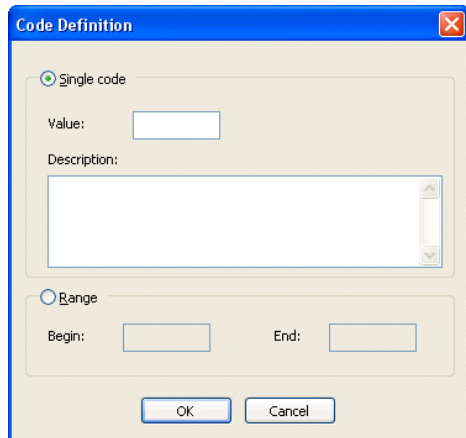 Code Definition
Single code
Value:
Description:
Range
Begin: End:
OK Cancel